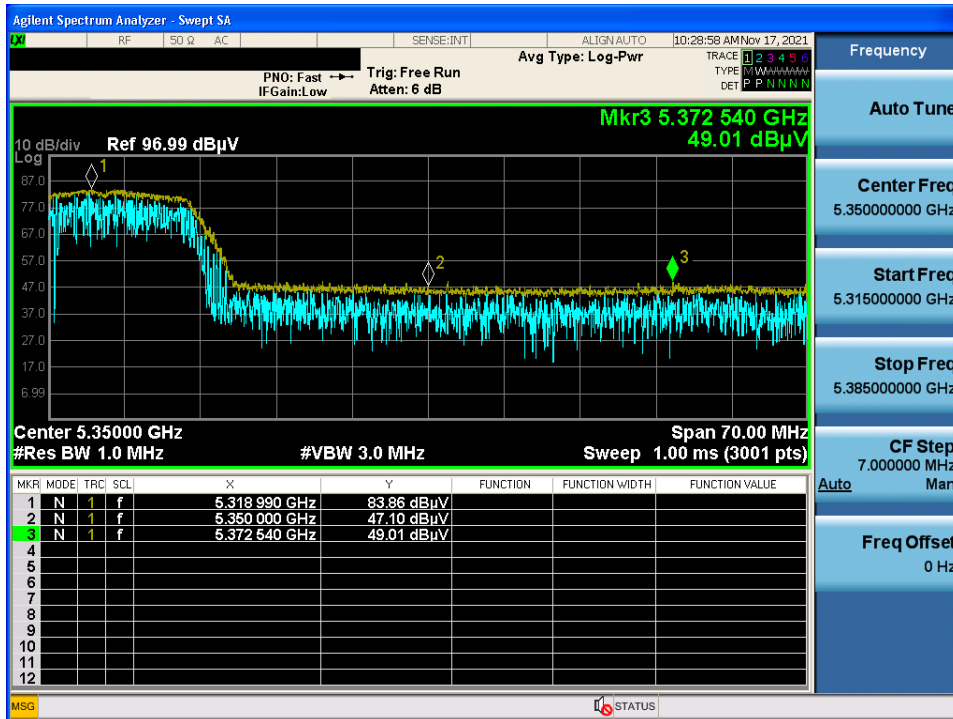 Agilent Spectrum Analyzer - Swept SA
LXI RF 50 Ω AC SENSE:INT ALIGN AUTO 10:28:58 AM Nov 17, 2021
Frequency
PNO: Fast Trig: Free Run Avg Type: Log-Pwr TRACE 1 2 3 4 5 6
IFGain:Low Atten: 6 dB TYPE M W
DET P P N N N N
Auto Tune
Mkr3 5.372 540 GHz
49.01 dBµV
10 dB/div Ref 96.99 dBµV
Log
1
87.0
77.0
67.0
57.0
2
3
47.0
37.0
27.0
17.0
6.99
Center 5.35000 GHz Span 70.00 MHz
#Res BW 1.0 MHz #VBW 3.0 MHz Sweep 1.00 ms (3001 pts)
Center Freq
5.350000000 GHz
Start Freq
5.315000000 GHz
Stop Freq
5.385000000 GHz
CF Step
7.000000 MHz
Auto Man
Freq Offset
0 Hz
MKR MODE TRC SCL X Y FUNCTION FUNCTION WIDTH FUNCTION VALUE
1 N 1 f 5.318 990 GHz 83.86 dBµV
2 N 1 f 5.350 000 GHz 47.10 dBµV
3 N 1 f 5.372 540 GHz 49.01 dBµV
4
5
6
7
8
9
10
11
12
MSG STATUS